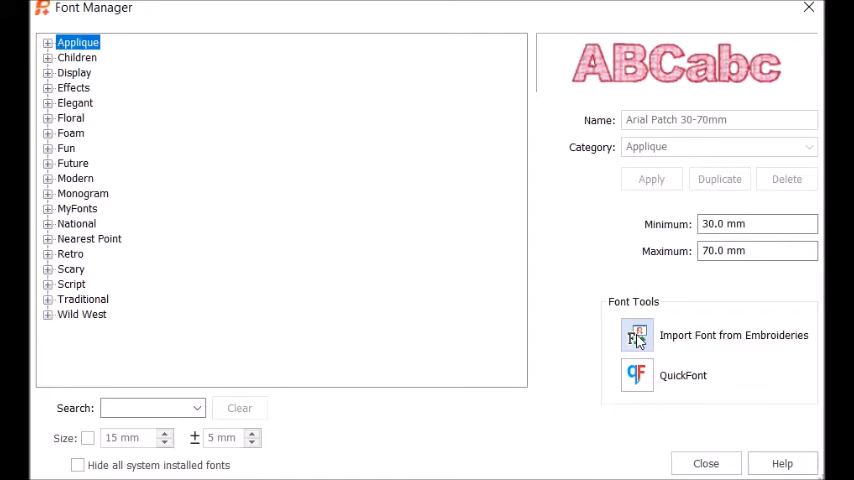 Font Manager
Applique
Children
Display
Effects
Elegant
Floral
Foam
Fun
Future
Modern
Monogram
MyFonts
National
Nearest Point
Retro
Scary
Script
Traditional
Wild West
ABCabc
Name: Arial Patch 30-70mm
Category: Applique
Apply Duplicate Delete
Minimum: 30.0 mm
Maximum: 70.0 mm
Font Tools
Import Font from Embroideries
qF QuickFont
Search: Clear
Size: 15 mm ± 5 mm
Hide all system installed fonts
Close Help